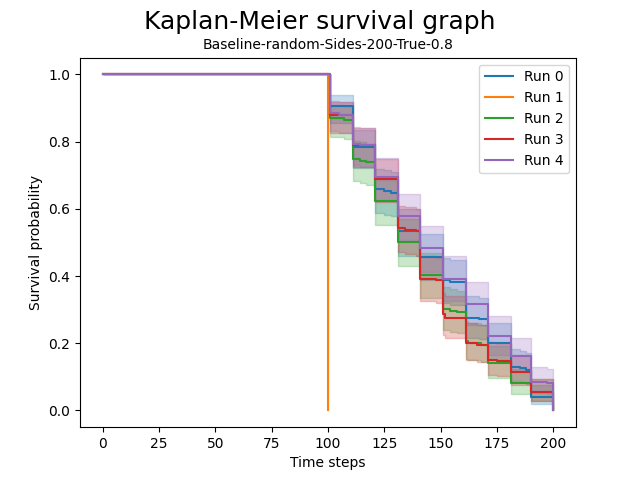 Kaplan-Meier survival graph
Baseline-random-Sides-200-True-0.8
Survival probability
1.0
0.8
0.6
0.4
0.2
0.0
Run 0
Run 1
Run 2
Run 3
Run 4
0 25 50 75 100 125 150 175 200
Time steps